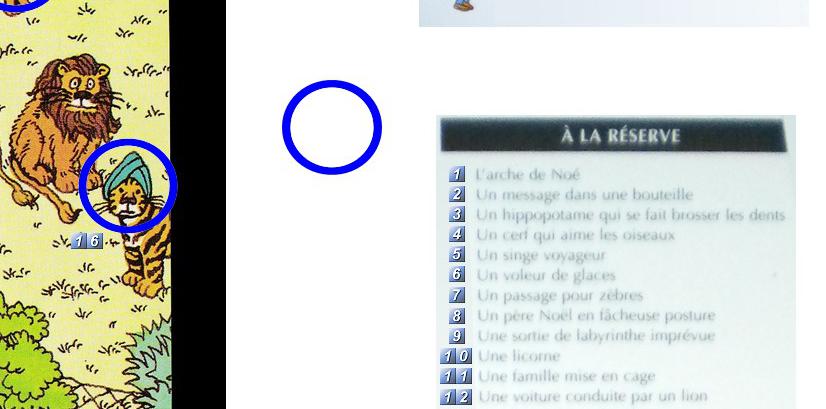 16
À LA RÉSERVE
1 L'arche de Noé
2 Un message dans une bouteille
3 Un hippopotame qui se fait brosser les dents
4 Un cerf qui aime les oiseaux
5 Un singe voyageur
6 Un voleur de glaces
7 Un passage pour zèbres
8 Un père Noël en fâcheuse posture
9 Une sortie de labyrinthe imprévue
10 Une licorne
11 Une famille mise en cage
12 Une voiture conduite par un lion